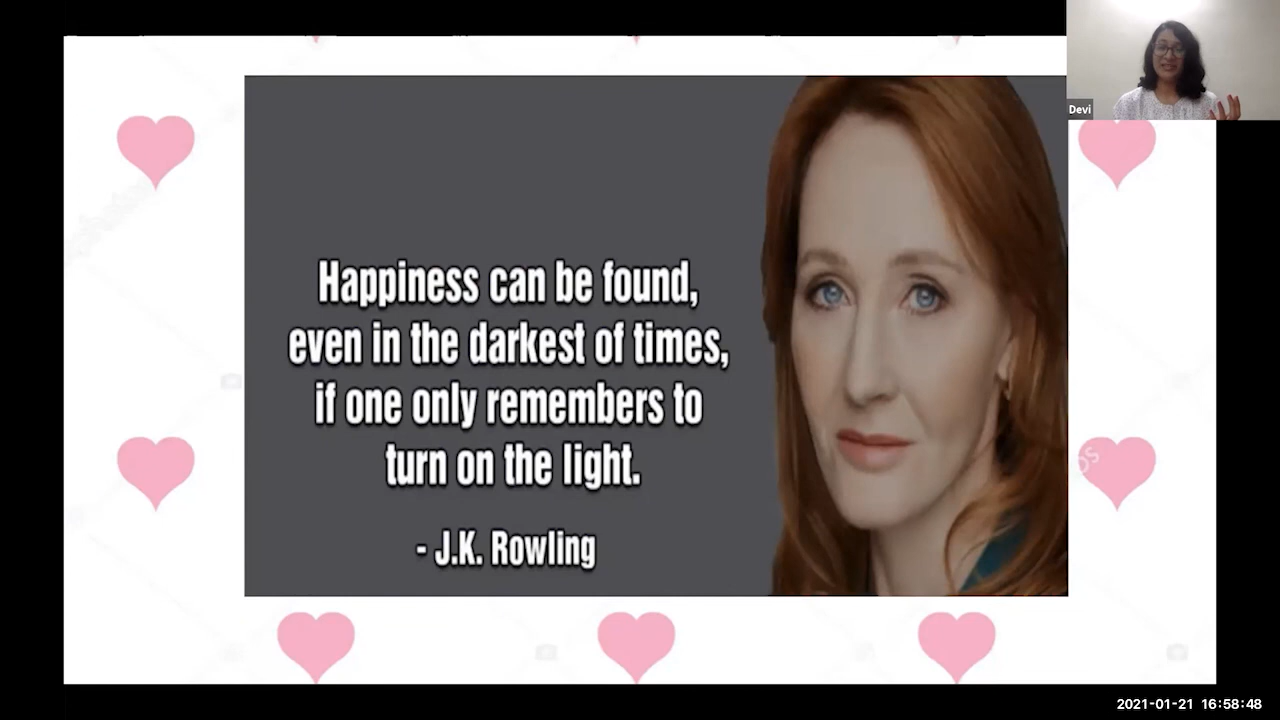 Devi
Happiness can be found,
even in the darkest of times,
if one only remembers to
turn on the light.
- J.K. Rowling
2021-01-21 16:58:48